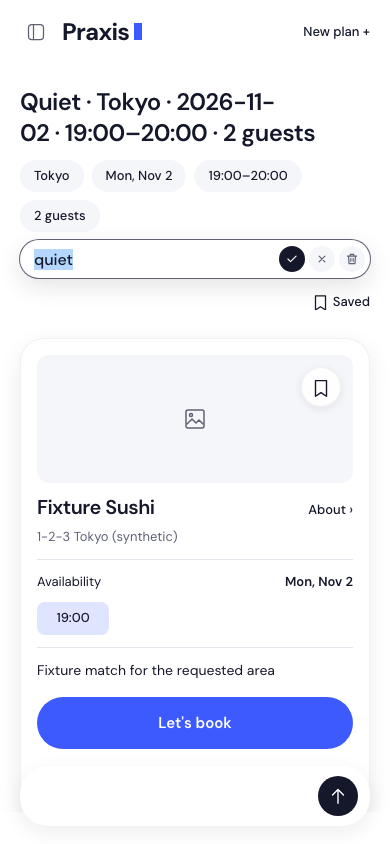 Praxis
New plan +
Quiet · Tokyo · 2026-11-
02 · 19:00–20:00 · 2 guests
Tokyo
Mon, Nov 2
19:00–20:00
2 guests
quiet
Saved
Fixture Sushi
About ›
1-2-3 Tokyo (synthetic)
Availability
Mon, Nov 2
19:00
Fixture match for the requested area
Let's book